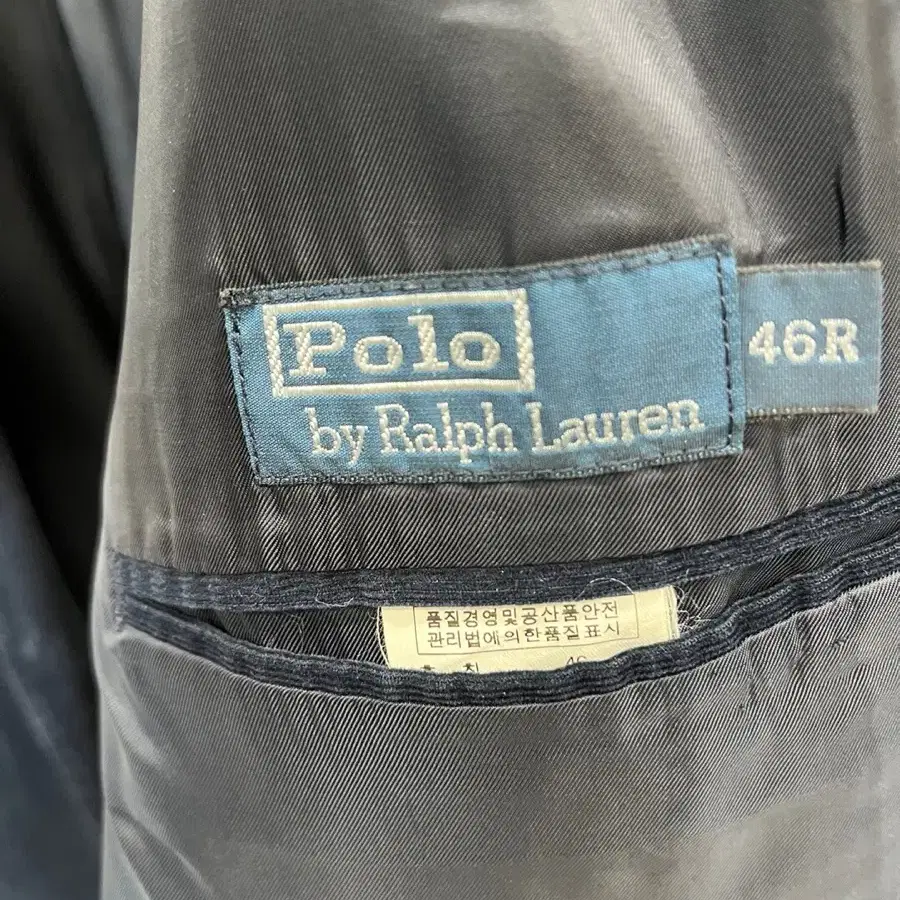 Polo
by Ralph Lauren
46R
품질경영및공산품안전
관리법에의한품질표시